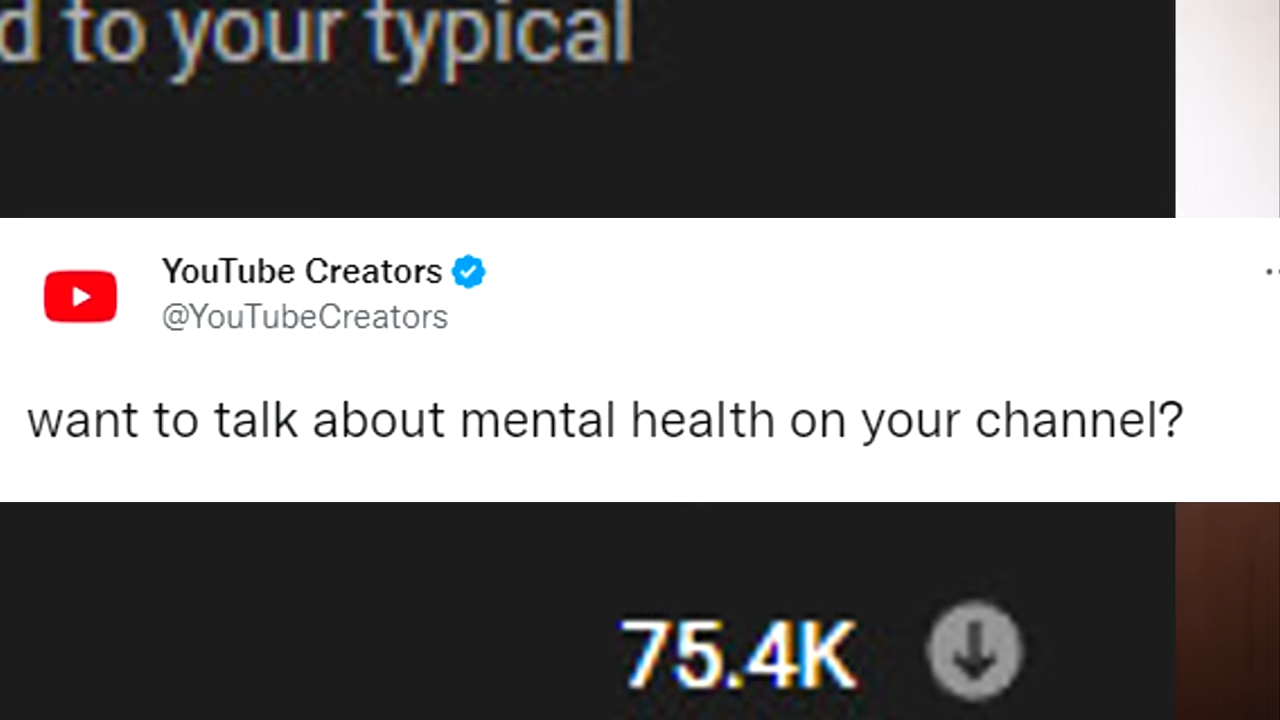 to your typical
YouTube Creators
@YouTubeCreators
want to talk about mental health on your channel?
75.4K